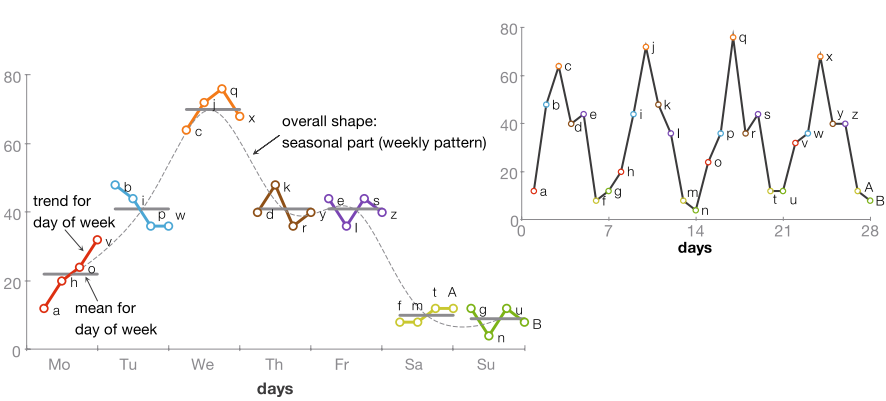 80
60
40
20
0
q
j
c
x
overall shape:
seasonal part (weekly pattern)
b
i
p
w
k
d
r
y
e
s
l
z
trend for
day of week
v
o
h
a
mean for
day of week
f
m
t
A
g
u
n
B
Mo
Tu
We
Th
Fr
Sa
Su
days
80
60
40
20
0
a
b
c
d
e
f
g
h
i
j
k
l
m
n
o
p
q
r
s
t
u
v
w
x
y
z
A
B
0
7
14
21
28
days